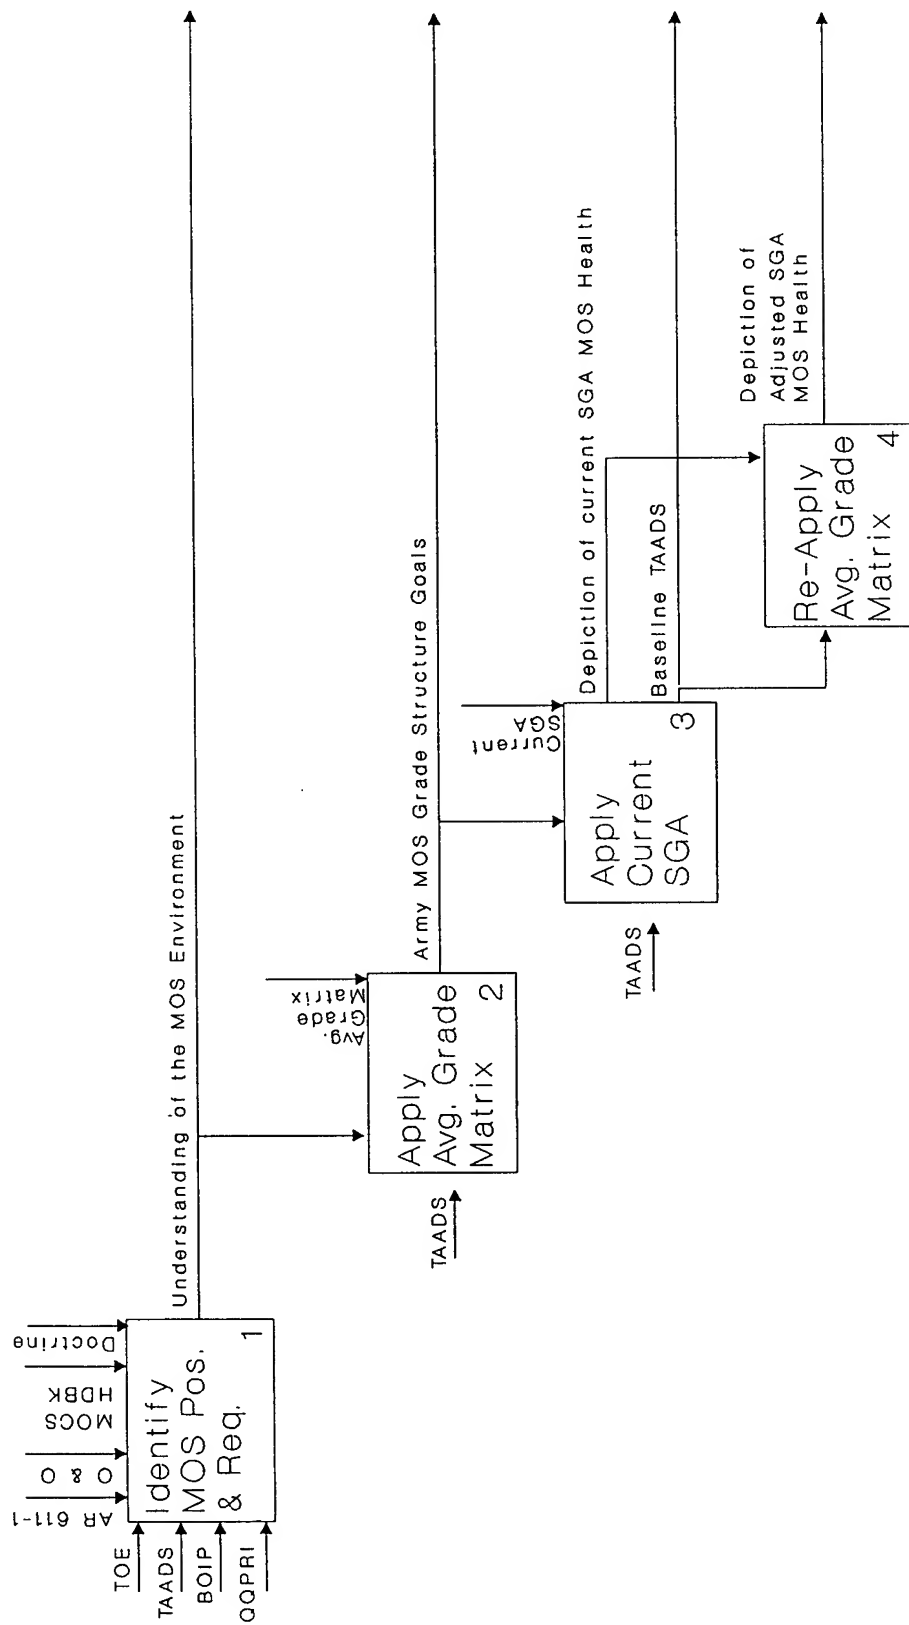 AR 611-1
O & O
MOCS
HDBK
Doctrine
TOE
TAADS
BOIP
QQPRI
Identify
MOS Pos.
& Req.
1
Understanding of the MOS Environment
Avg.
Grade
Matrix
TAADS
Apply
Avg. Grade
Matrix
2
Army MOS Grade Structure Goals
Current
SGA
TAADS
Apply
Current
SGA
3
Depiction of current SGA MOS Health
Baseline TAADS
Re-Apply
Avg. Grade
Matrix
4
Depiction of
Adjusted SGA
MOS Health